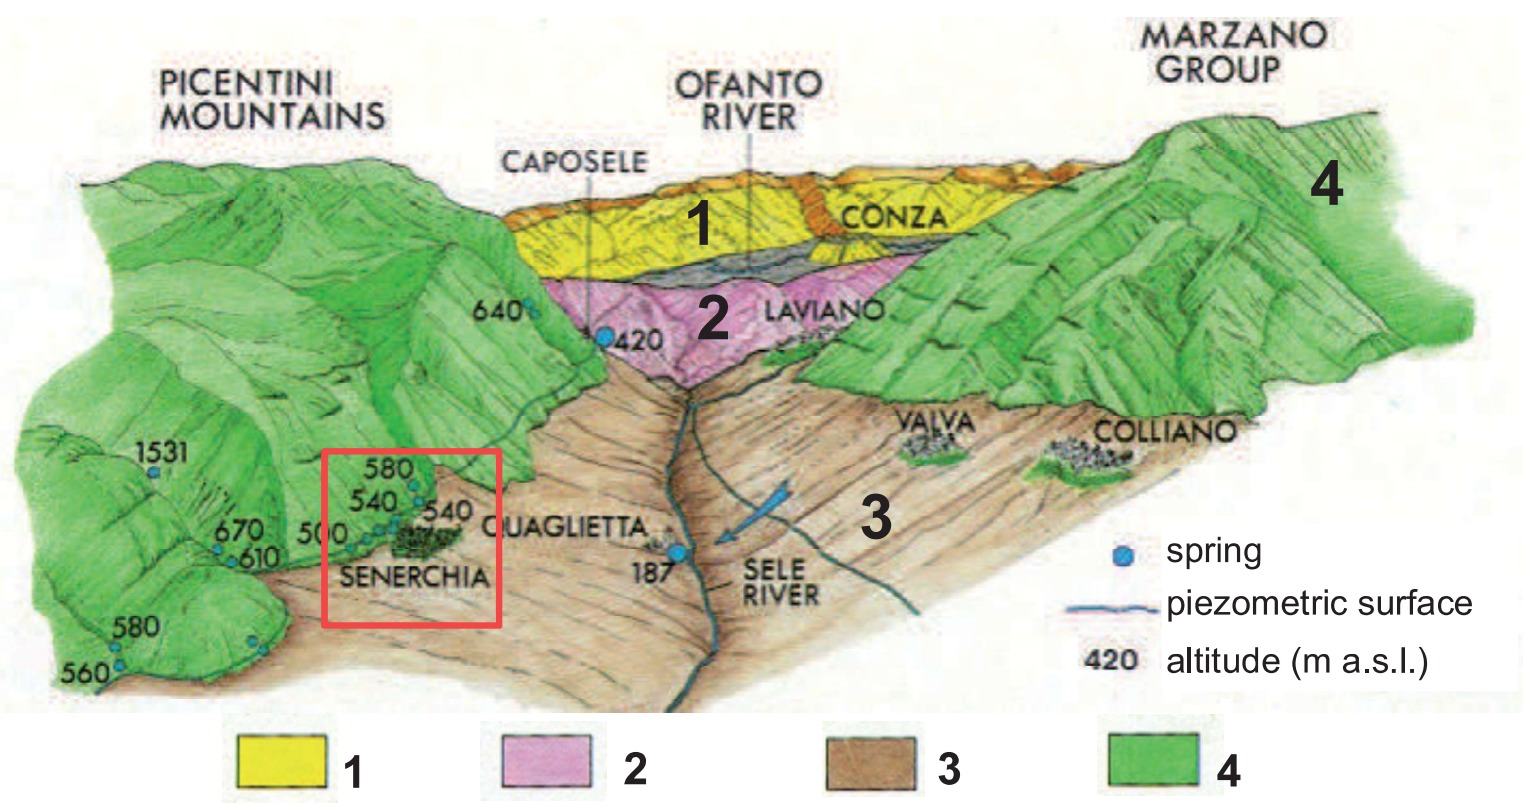 MARZANO
GROUP
PICENTINI
MOUNTAINS
OFANTO
RIVER
CAPOSELE
4
1
CONZA
640
2
LAVIANO
420
VALVA
COLLIANO
1531
580
540
540
500
670
610
QUAGLIETTA
3
187
SENERCHIA
SELE
RIVER
580
560
spring
piezometric surface
420 altitude (m a.s.l.)
1 2 3 4